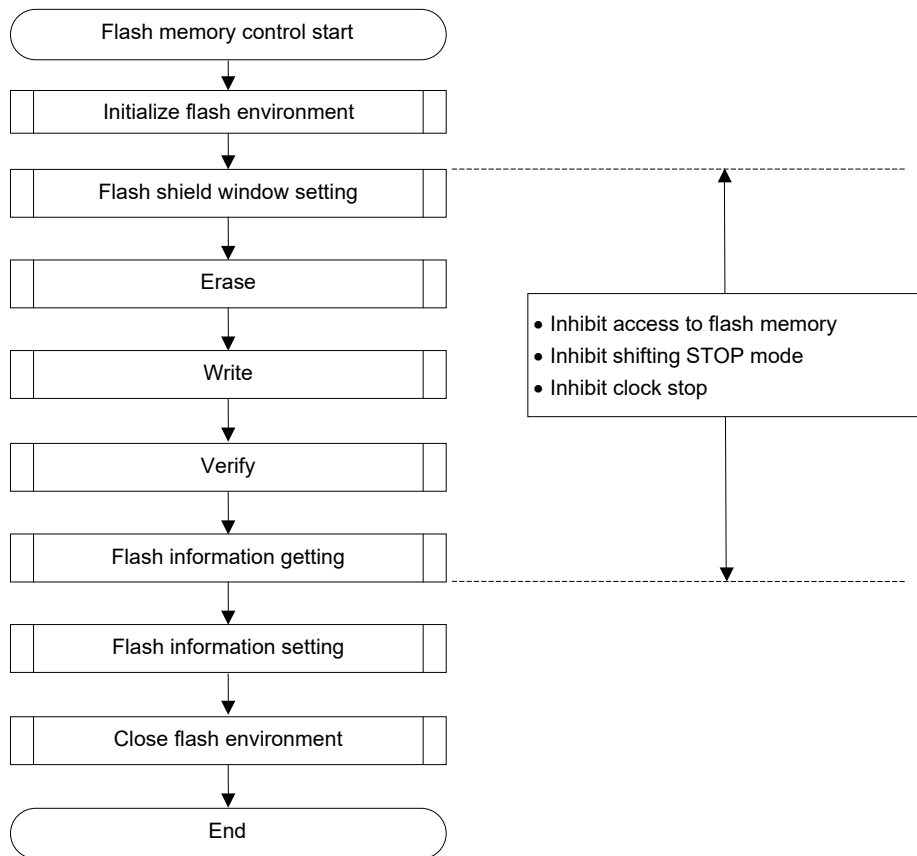 Flash memory control start
Initialize flash environment
Flash shield window setting
Erase
• Inhibit access to flash memory
• Inhibit shifting STOP mode
• Inhibit clock stop
Write
Verify
Flash information getting
Flash information setting
Close flash environment
End